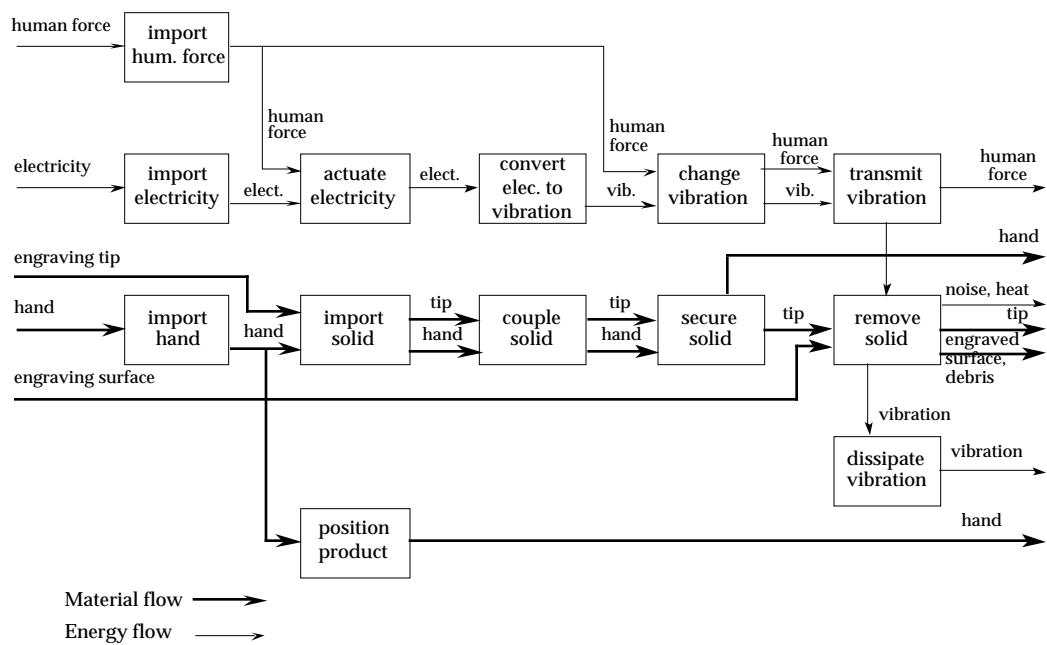 human force
import
hum. force
human
force
human
force
electricity
import
electricity
elect.
actuate
electricity
elect.
convert
elec. to
vibration
vib.
change
vibration
human
force
vib.
transmit
vibration
human
force
engraving tip
hand
hand
import
hand
hand
import
solid
tip
hand
couple
solid
tip
hand
secure
solid
tip
remove
solid
noise, heat
tip
engraved
surface,
debris
engraving surface
vibration
dissipate
vibration
vibration
position
product
hand
Material flow
Energy flow